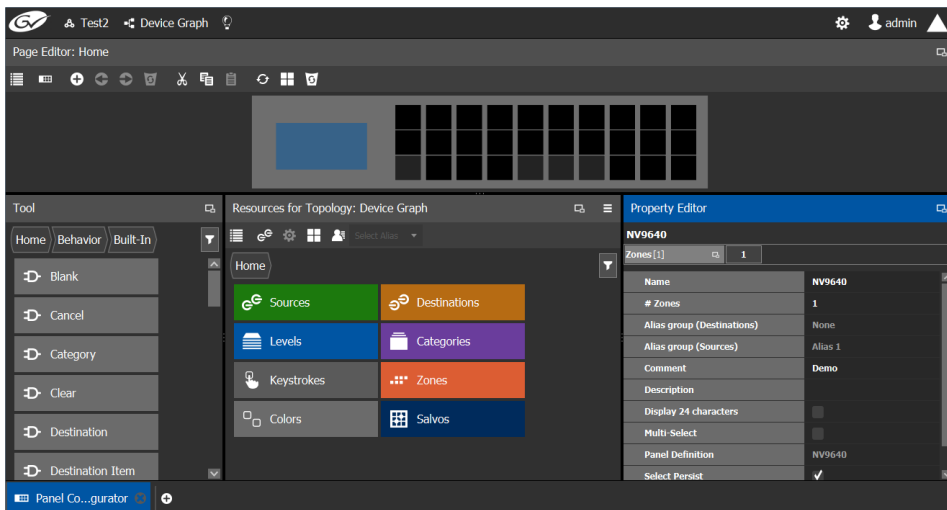 GV Test2 Device Graph admin
Page Editor: Home
Tool
Home Behavior Built-In
Blank
Cancel
Category
Clear
Destination
Destination Item
Resources for Topology: Device Graph
Select Alias
Home
Sources Destinations
Levels Categories
Keystrokes Zones
Colors Salvos
Property Editor
NV9640
Zones[1] 1
Name NV9640
# Zones 1
Alias group (Destinations) None
Alias group (Sources) Alias 1
Comment Demo
Description
Display 24 characters
Multi-Select
Panel Definition NV9640
Select Persist
Panel Co...gurator